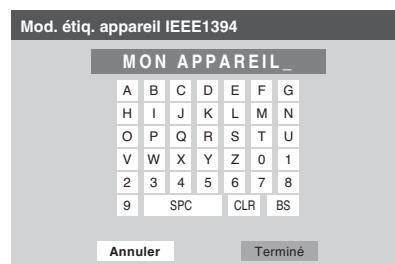 Mod. étiq. appareil IEEE1394
MON APPAREIL_
A B C D E F G
H I J K L M N
O P Q R S T U
V W X Y Z 0 1
2 3 4 5 6 7 8
9 SPC CLR BS
Annuler Terminé